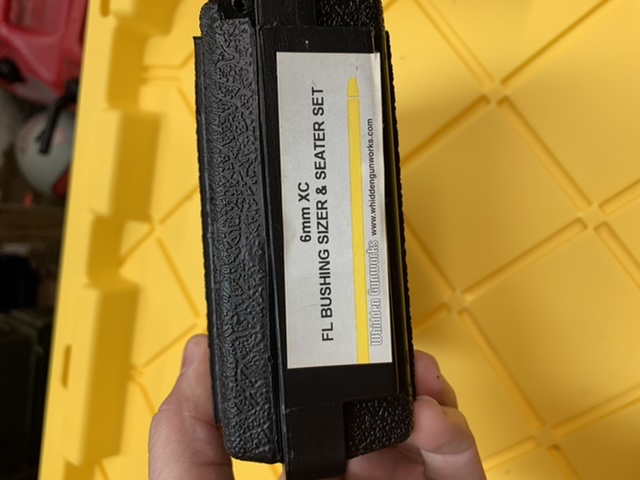 6mm XC
FL BUSHING SIZER & SEATER SET
Whidden Gunworks www.whiddengunworks.com